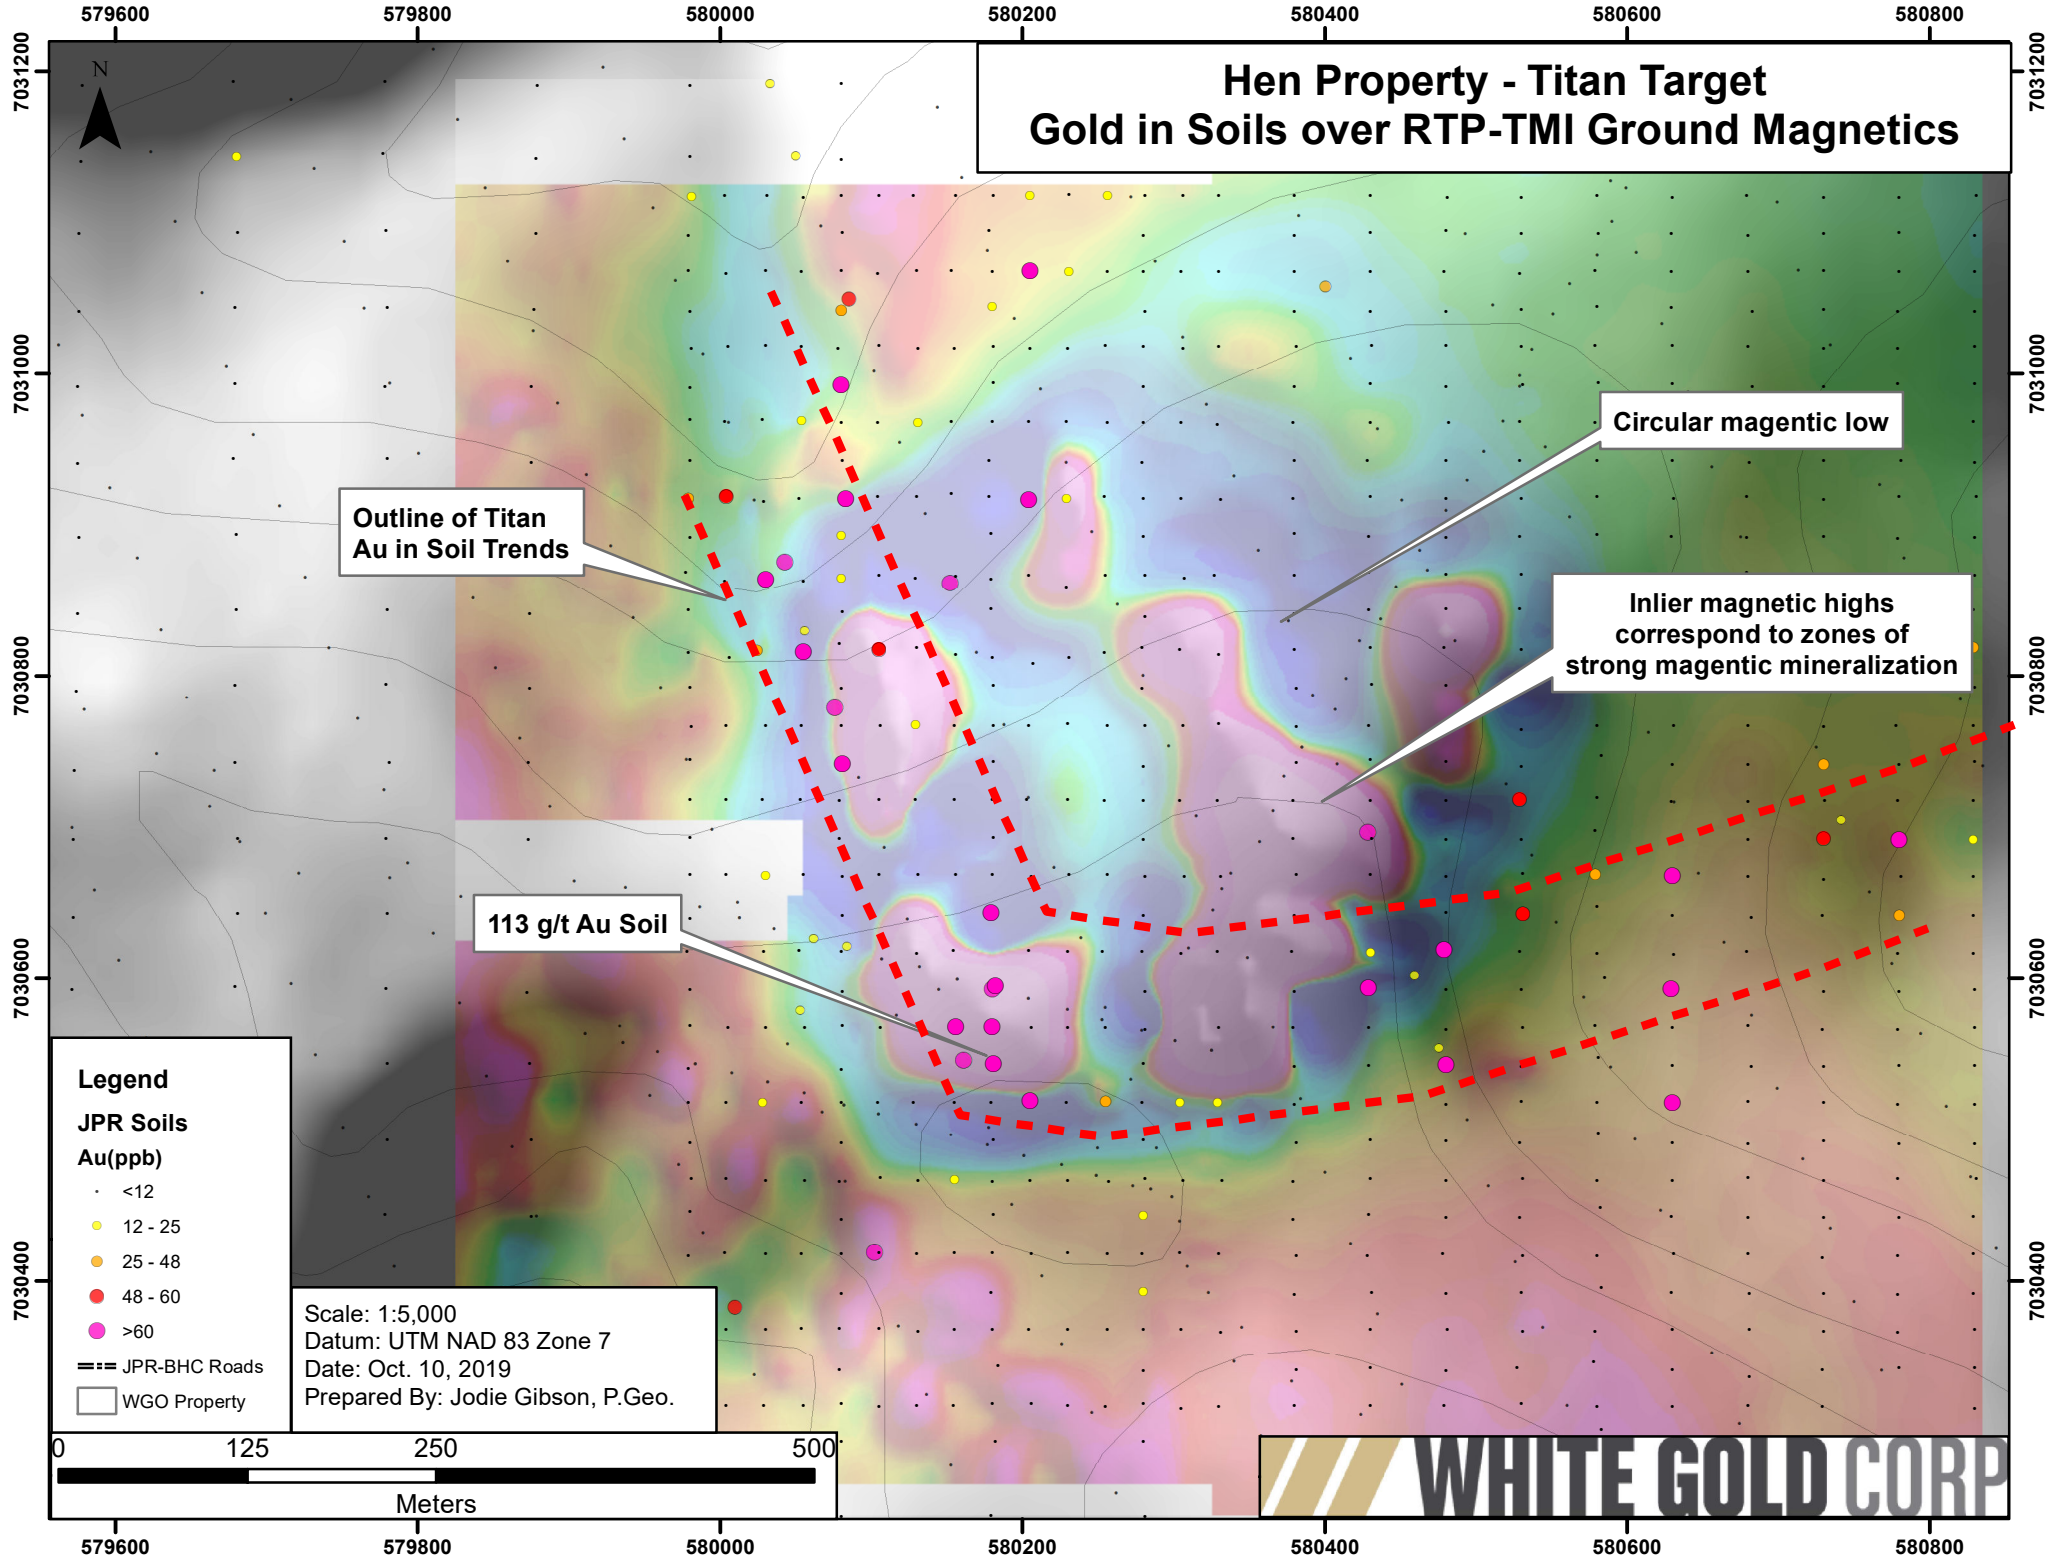 579600 579800 580000 580200 580400 580600 580800
7031200 7031200
N
Hen Property - Titan Target
Gold in Soils over RTP-TMI Ground Magnetics
7031000 7031000
Circular magentic low
Outline of Titan
Au in Soil Trends
Inlier magnetic highs
correspond to zones of
strong magentic mineralization
7030800 7030800
113 g/t Au Soil
7030600 7030600
Legend
JPR Soils
Au(ppb)
<12
12 - 25
25 - 48
48 - 60
>60
JPR-BHC Roads
WGO Property
7030400 7030400
Scale: 1:5,000
Datum: UTM NAD 83 Zone 7
Date: Oct. 10, 2019
Prepared By: Jodie Gibson, P.Geo.
0 125 250 500
Meters
WHITE GOLD CORP
579600 579800 580000 580200 580400 580600 580800